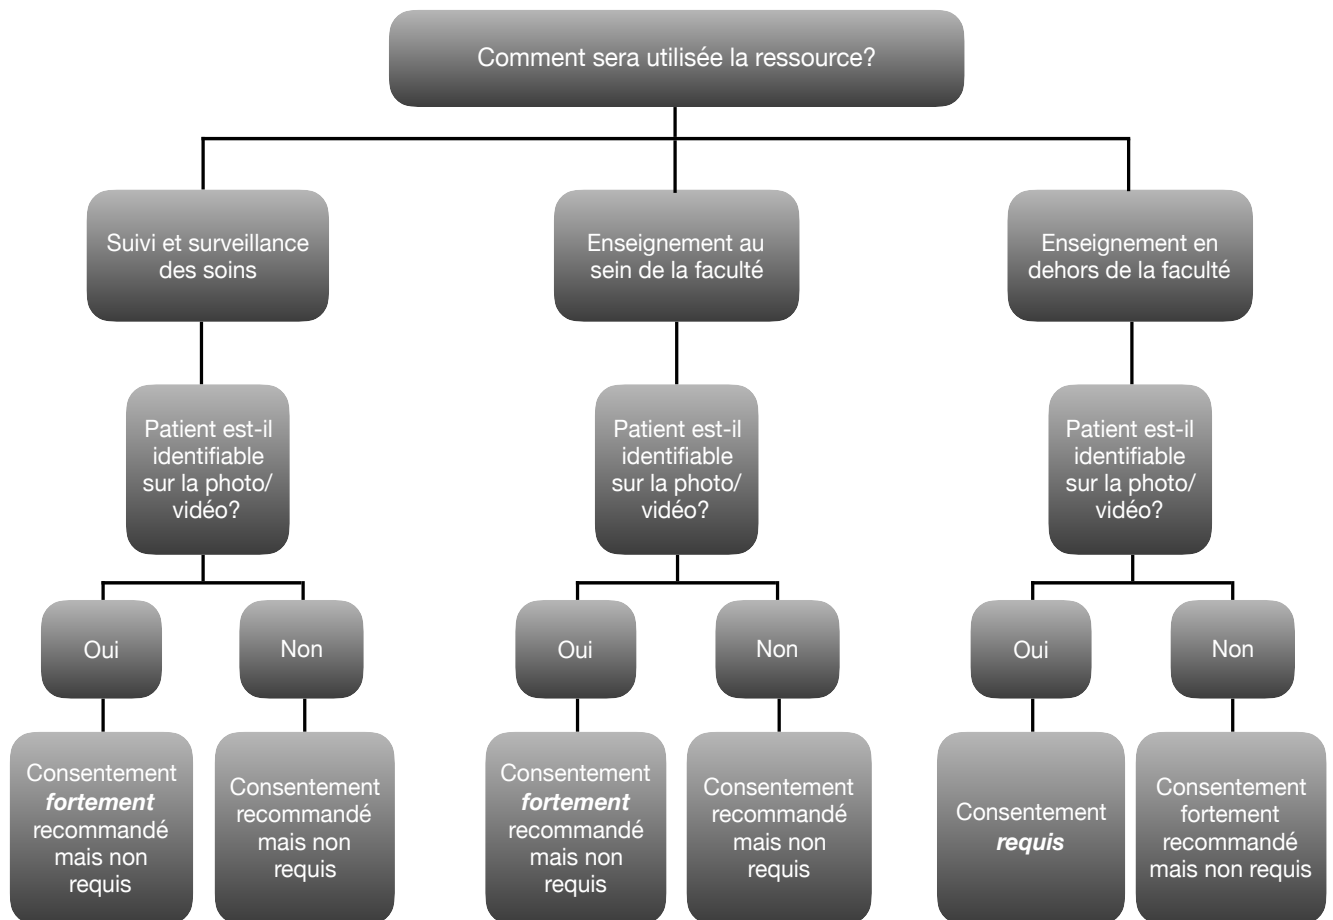 Comment sera utilisée la ressource?
Suivi et surveillance
des soins
Enseignement au
sein de la faculté
Enseignement en
dehors de la faculté
Patient est-il
identifiable
sur la photo/
vidéo?
Patient est-il
identifiable
sur la photo/
vidéo?
Patient est-il
identifiable
sur la photo/
vidéo?
Oui
Non
Oui
Non
Oui
Non
Consentement
fortement
recommandé
mais non
requis
Consentement
recommandé
mais non
requis
Consentement
fortement
recommandé
mais non
requis
Consentement
recommandé
mais non
requis
Consentement
requis
Consentement
fortement
recommandé
mais non requis